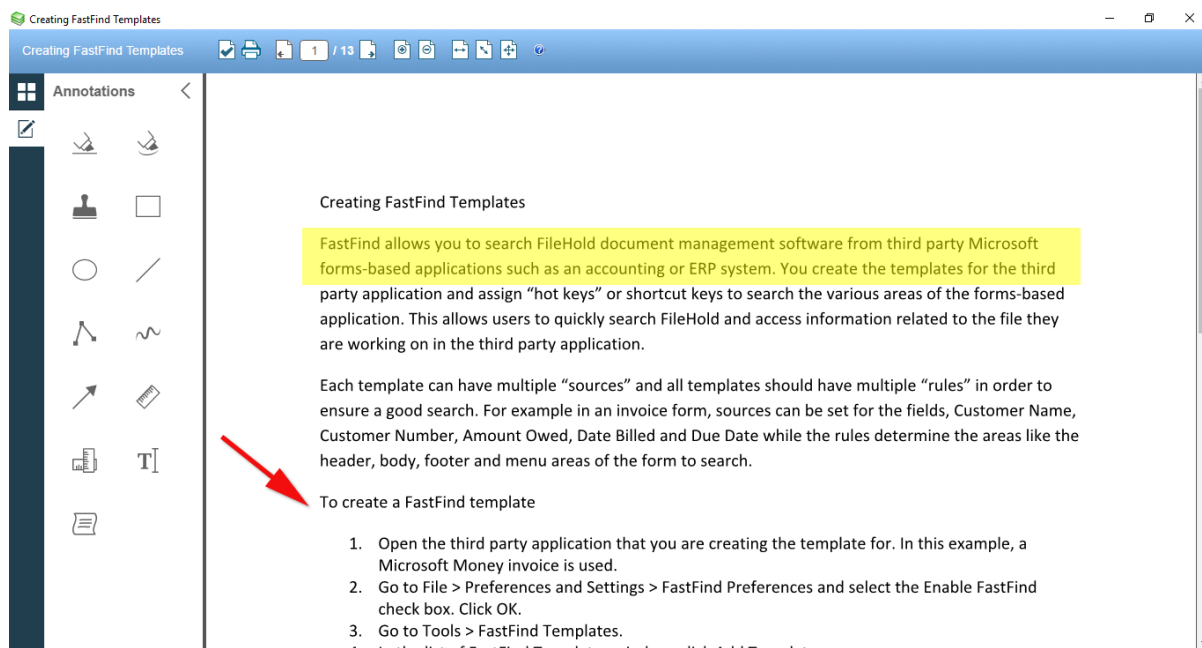 Creating FastFind Templates
Creating FastFind Templates
1 / 13
Annotations
T
Creating FastFind Templates
FastFind allows you to search FileHold document management software from third party Microsoft
forms-based applications such as an accounting or ERP system. You create the templates for the third
party application and assign “hot keys” or shortcut keys to search the various areas of the forms-based
application. This allows users to quickly search FileHold and access information related to the file they
are working on in the third party application.
Each template can have multiple “sources” and all templates should have multiple “rules” in order to
ensure a good search. For example in an invoice form, sources can be set for the fields, Customer Name,
Customer Number, Amount Owed, Date Billed and Due Date while the rules determine the areas like the
header, body, footer and menu areas of the form to search.
To create a FastFind template
1. Open the third party application that you are creating the template for. In this example, a
Microsoft Money invoice is used.
2. Go to File > Preferences and Settings > FastFind Preferences and select the Enable FastFind
check box. Click OK.
3. Go to Tools > FastFind Templates.